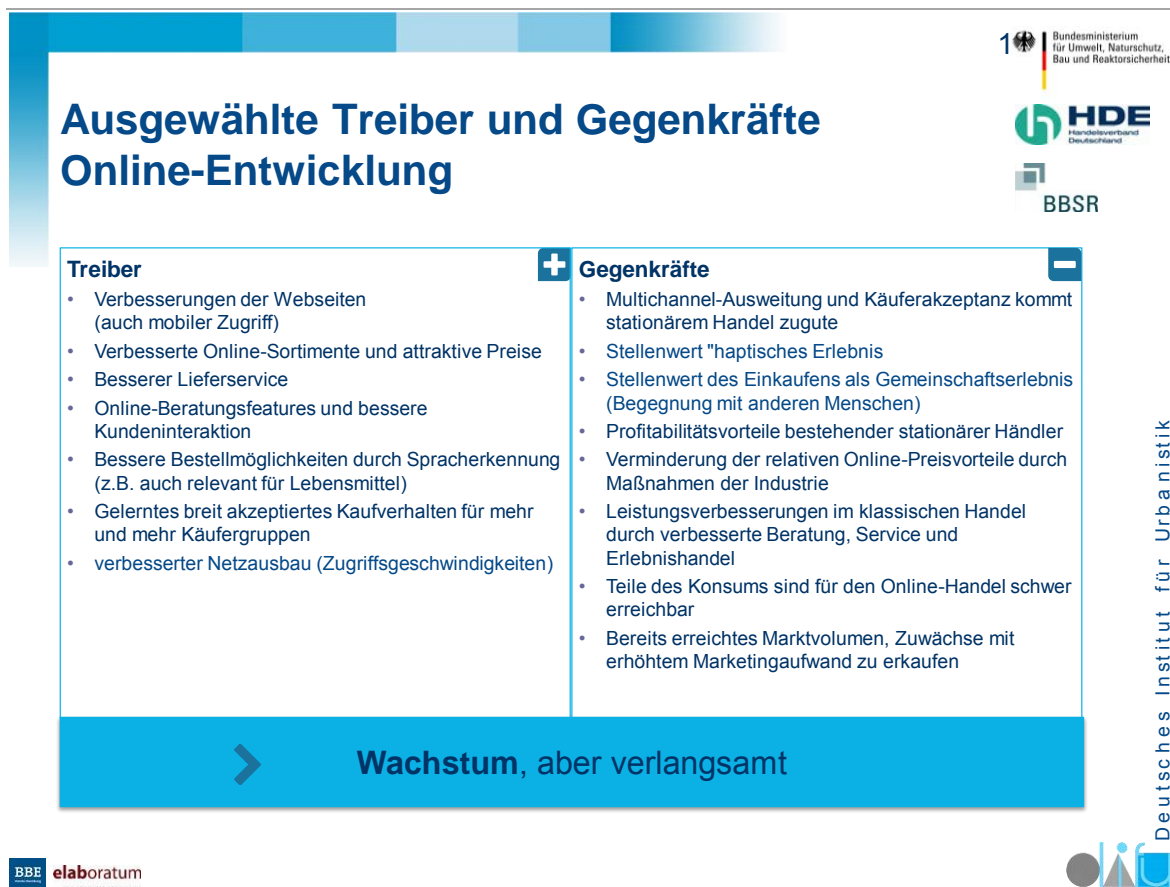 1
Bundesministerium
für Umwelt, Naturschutz,
Bau und Reaktorsicherheit
Ausgewählte Treiber und Gegenkräfte
Online-Entwicklung
HDE
Handelsverband
Deutschland
BBSR
Treiber
• Verbesserungen der Webseiten
(auch mobiler Zugriff)
• Verbesserte Online-Sortimente und attraktive Preise
• Besserer Lieferservice
• Online-Beratungsfeatures und bessere
Kundeninteraktion
• Bessere Bestellmöglichkeiten durch Spracherkennung
(z.B. auch relevant für Lebensmittel)
• Gelerntes breit akzeptiertes Kaufverhalten für mehr
und mehr Käufergruppen
• verbesserter Netzausbau (Zugriffsgeschwindigkeiten)
Gegenkräfte
• Multichannel-Ausweitung und Käuferakzeptanz kommt
stationärem Handel zugute
• Stellenwert "haptisches Erlebnis
• Stellenwert des Einkaufens als Gemeinschaftserlebnis
(Begegnung mit anderen Menschen)
• Profitabilitätsvorteile bestehender stationärer Händler
• Verminderung der relativen Online-Preisvorteile durch
Maßnahmen der Industrie
• Leistungsverbesserungen im klassischen Handel
durch verbesserte Beratung, Service und
Erlebnishandel
• Teile des Konsums sind für den Online-Handel schwer
erreichbar
• Bereits erreichtes Marktvolumen, Zuwächse mit
erhöhtem Marketingaufwand zu erkaufen
Wachstum, aber verlangsamt
Deutsches Institut für Urbanistik
BBE
elaboratum
difu